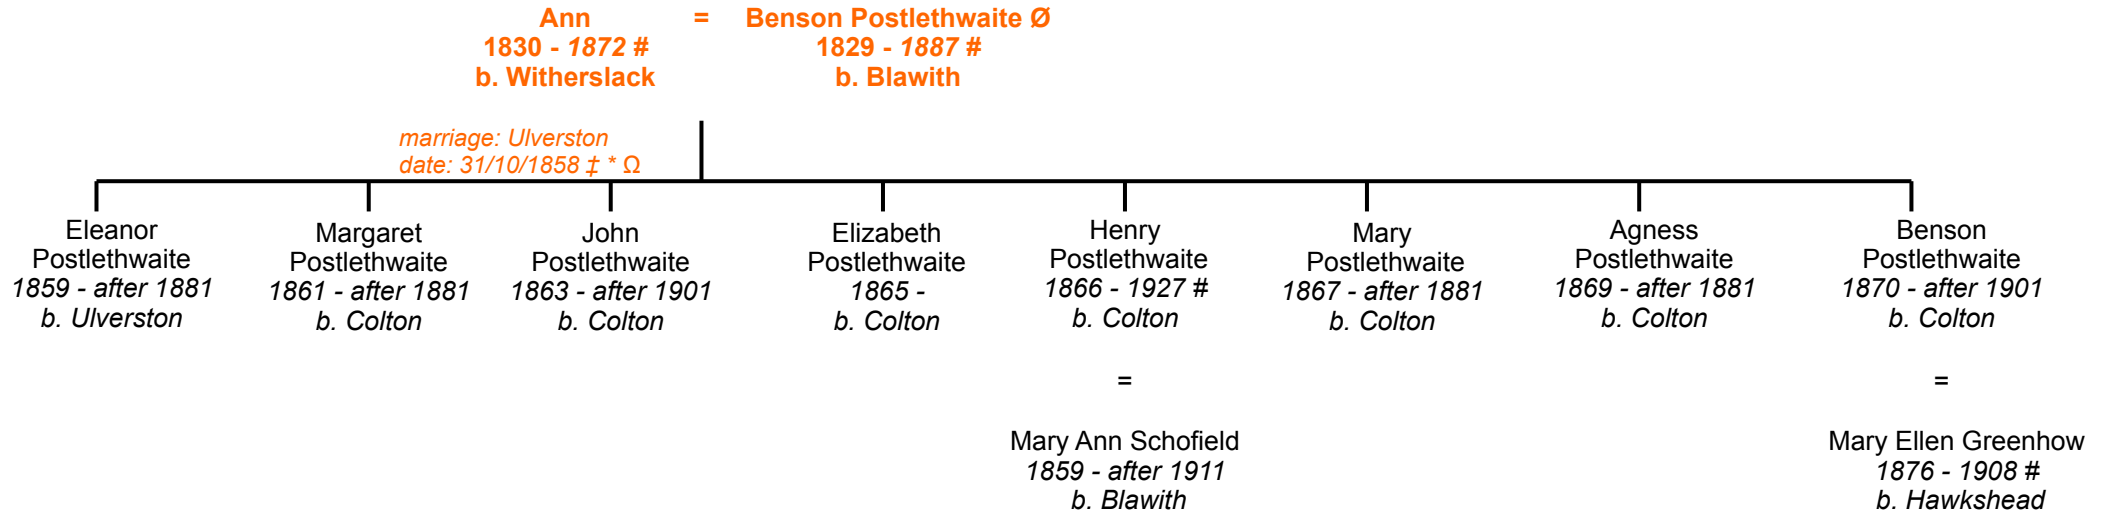 Ann = Benson Postlethwaite Ø
1830 - 1872 # 1829 - 1887 #
b. Witherslack b. Blawith
marriage: Ulverston
date: 31/10/1858 ‡ * Ω
Eleanor
Postlethwaite
1859 - after 1881
b. Ulverston
Margaret
Postlethwaite
1861 - after 1881
b. Colton
John
Postlethwaite
1863 - after 1901
b. Colton
Elizabeth
Postlethwaite
1865 -
b. Colton
Henry
Postlethwaite
1866 - 1927 #
b. Colton
=
Mary Ann Schofield
1859 - after 1911
b. Blawith
Mary
Postlethwaite
1867 - after 1881
b. Colton
Agness
Postlethwaite
1869 - after 1881
b. Colton
Benson
Postlethwaite
1870 - after 1901
b. Colton
=
Mary Ellen Greenhow
1876 - 1908 #
b. Hawkshead